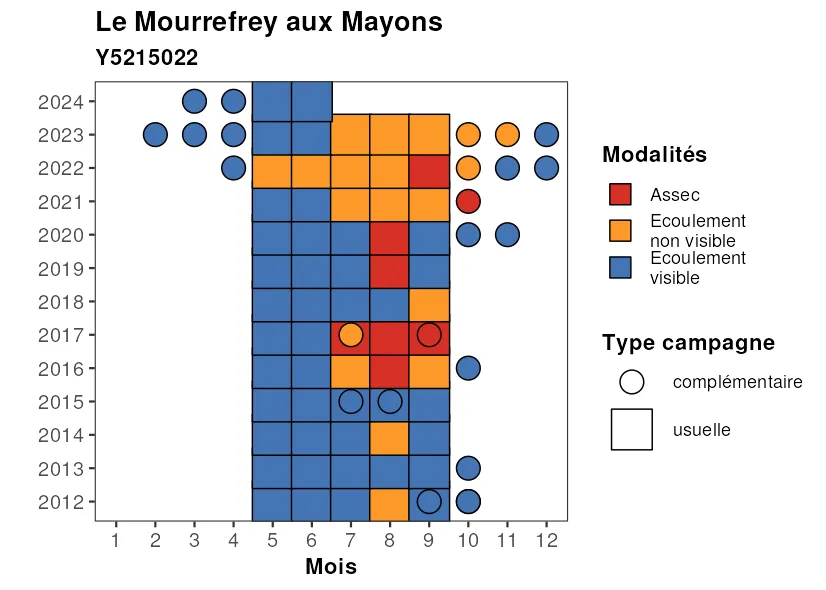 Le Mourrefrey aux Mayons
Y5215022
2024
2023
2022
2021
2020
2019
2018
2017
2016
2015
2014
2013
2012
1 2 3 4 5 6 7 8 9 10 11 12
Mois
Modalités
Assec
Ecoulement
non visible
Ecoulement
visible
Type campagne
complémentaire
usuelle